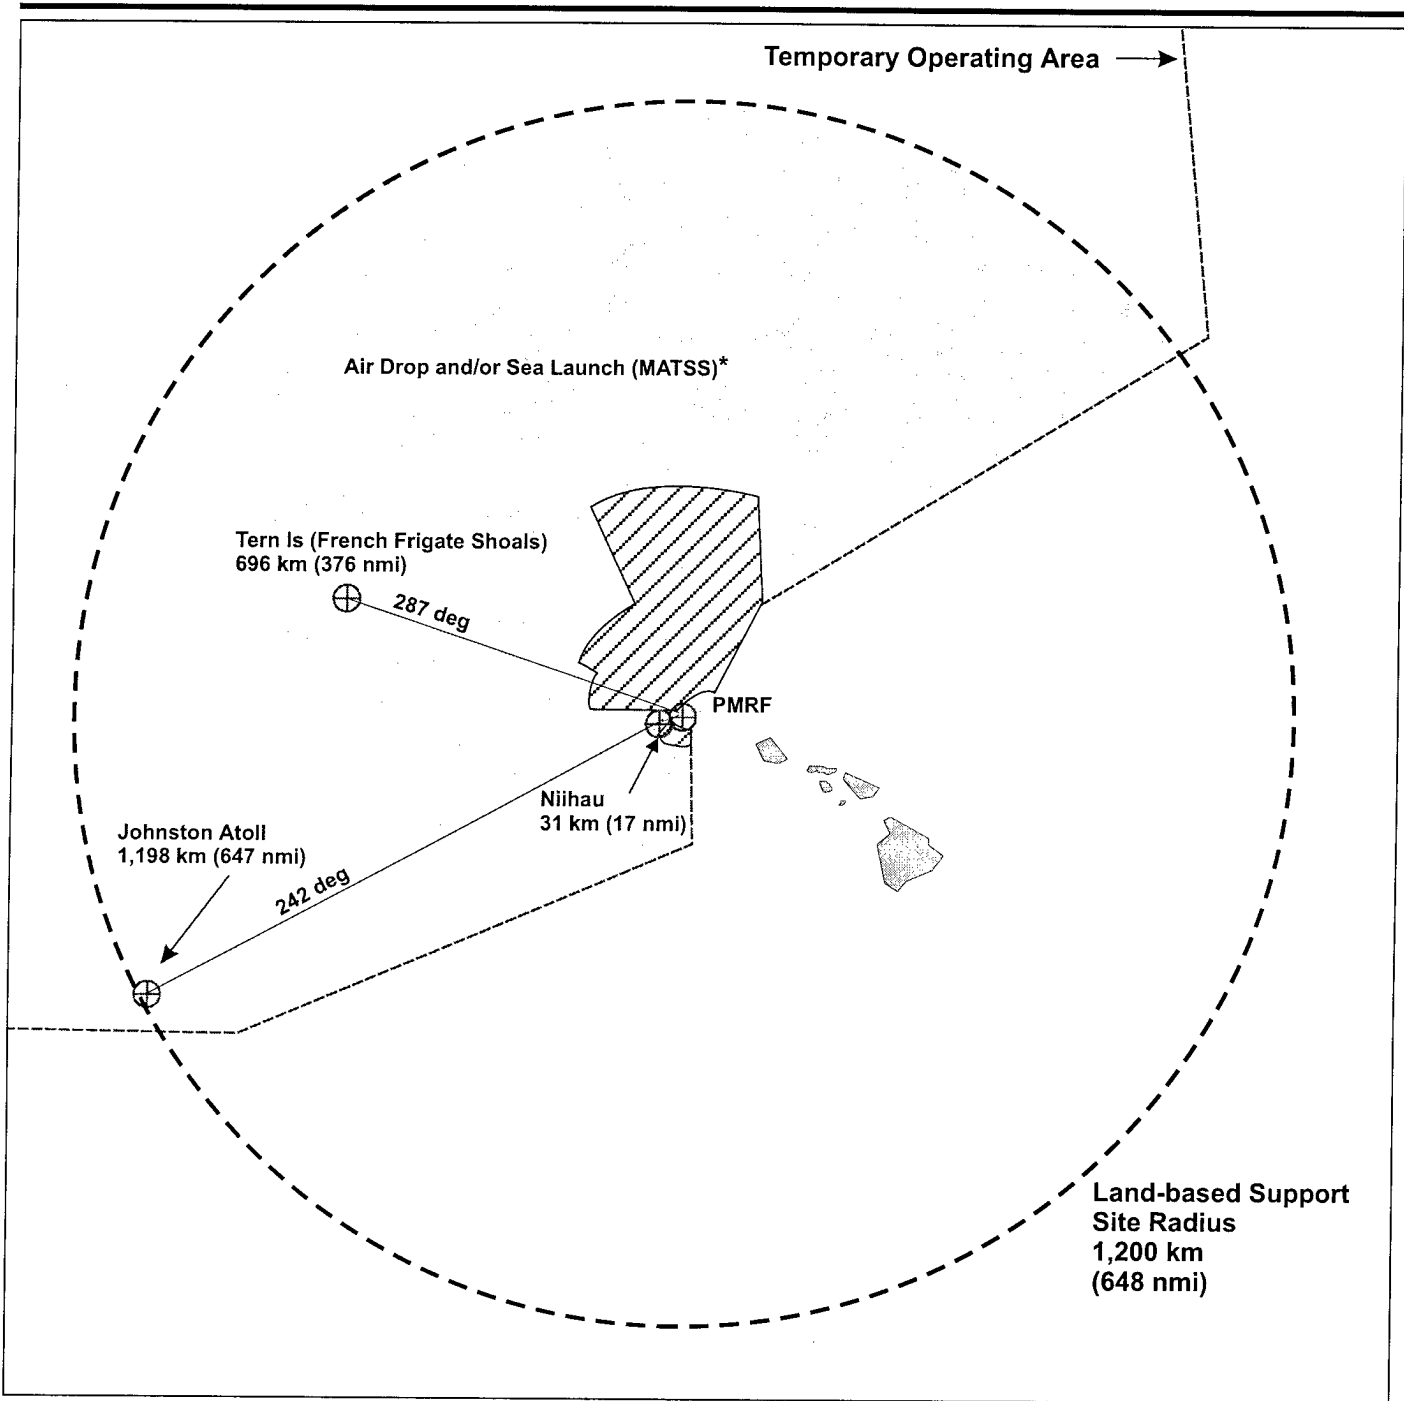 Temporary Operating Area
Air Drop and/or Sea Launch (MATSS)*
Tern Is (French Frigate Shoals)
696 km (376 nmi)
287 deg
PMRF
Niihau
31 km (17 nmi)
Johnston Atoll
1,198 km (647 nmi)
242 deg
Land-based Support
Site Radius
1,200 km
(648 nmi)